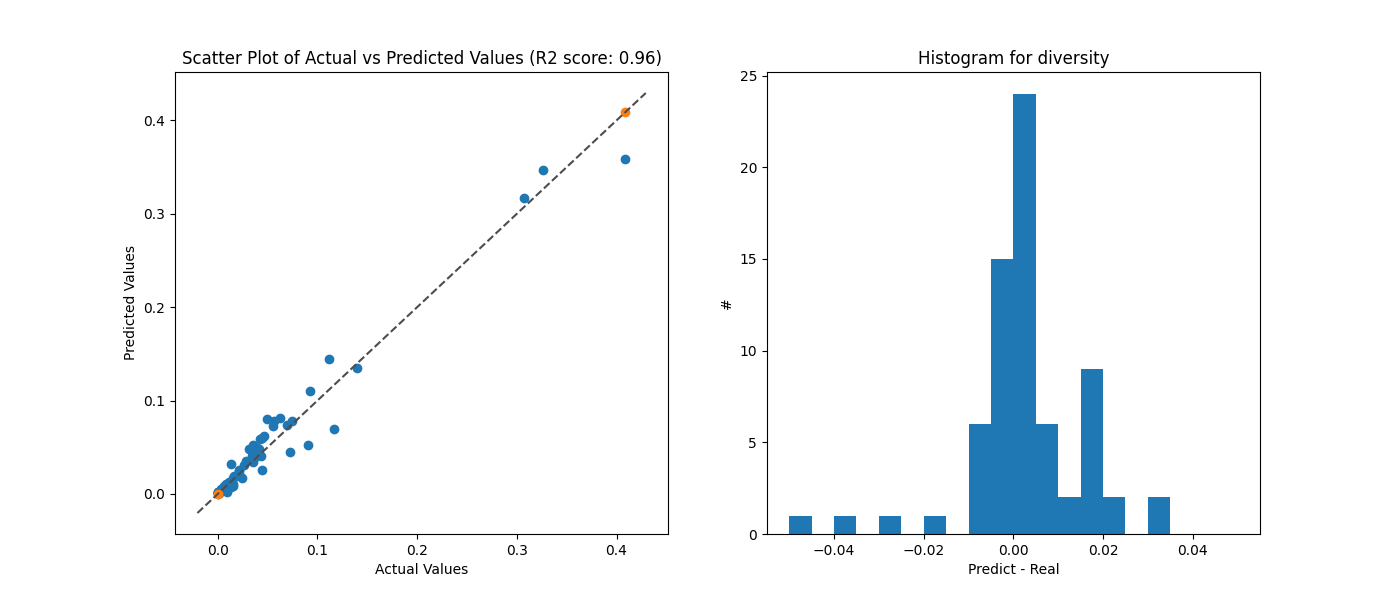 Scatter Plot of Actual vs Predicted Values (R2 score: 0.96)
0.4
0.3
0.2
0.1
0.0
Predicted Values
0.0 0.1 0.2 0.3 0.4
Actual Values
Histogram for diversity
25
20
15
10
5
0
#
−0.04 −0.02 0.00 0.02 0.04
Predict - Real